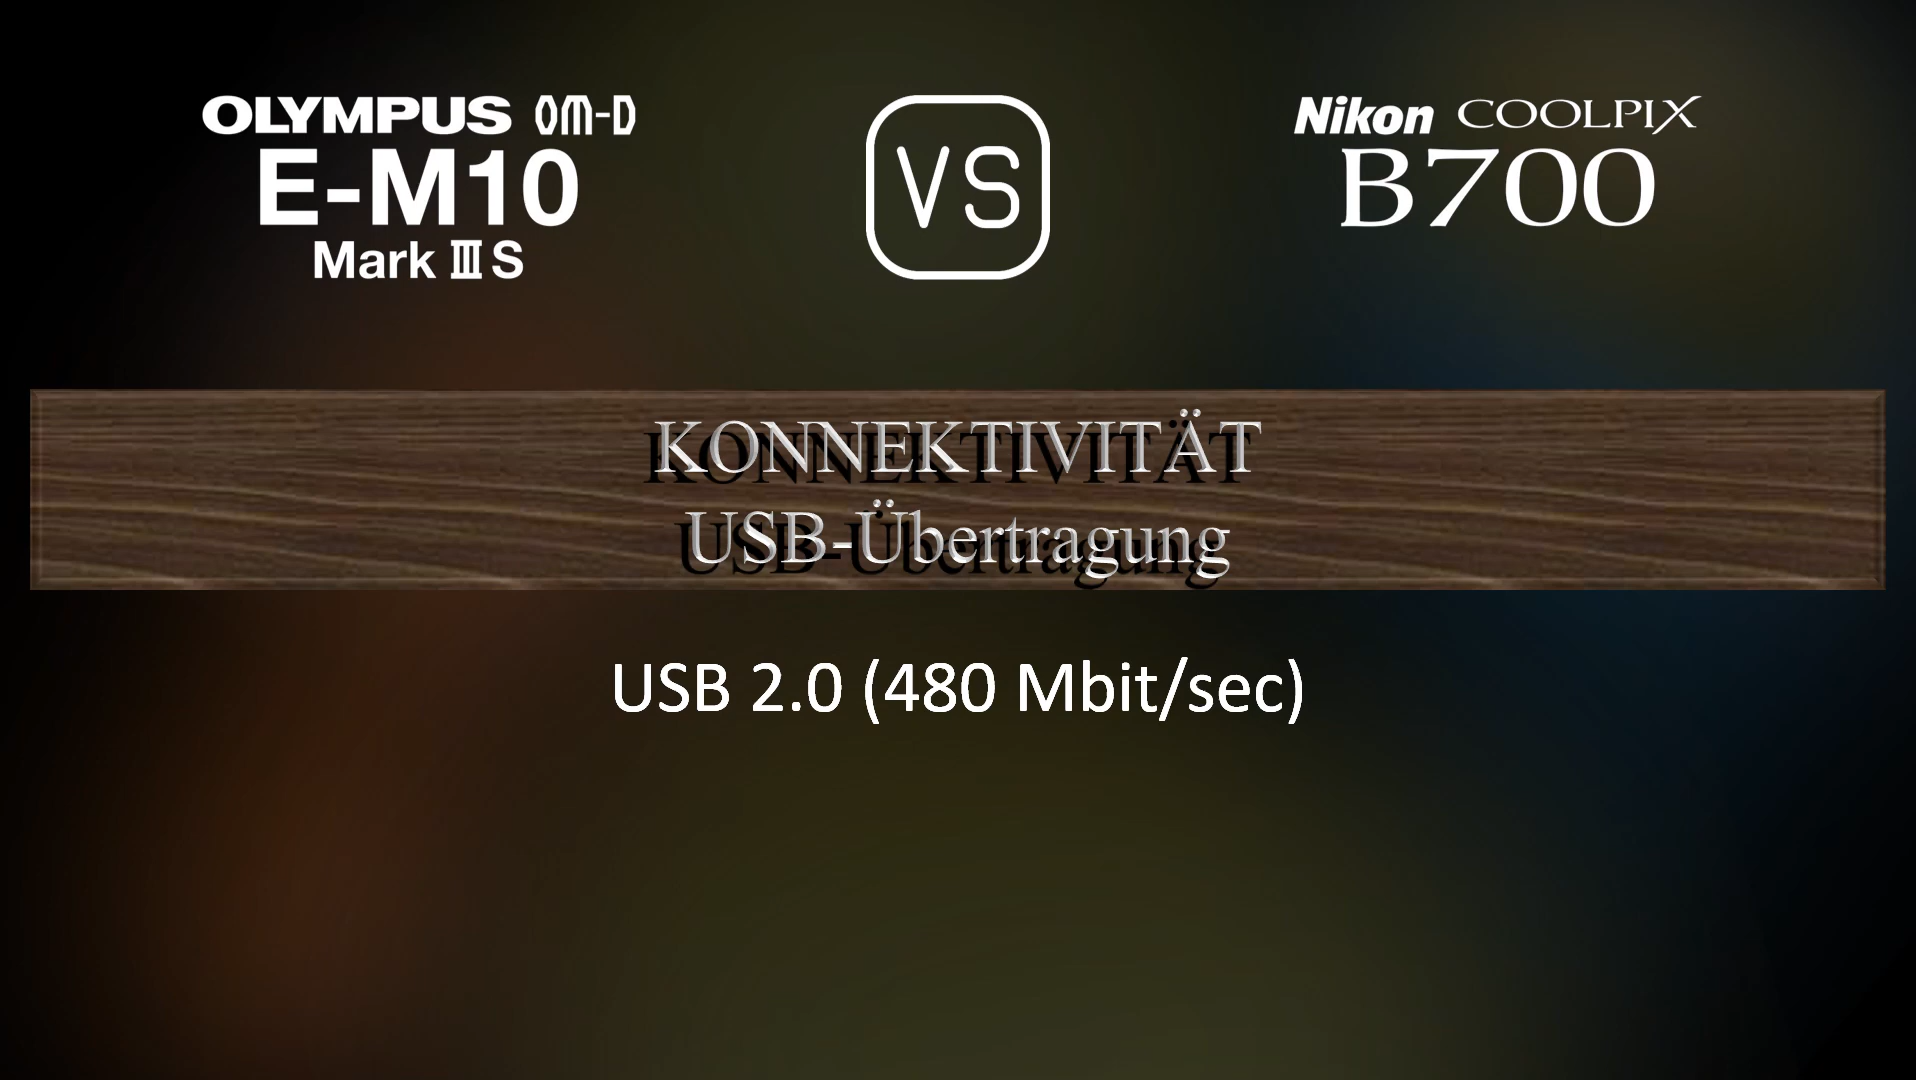 OLYMPUS OM-D
E-M10
Mark III S
VS
Nikon COOLPIX
B700
KONNEKTIVITÄT
USB-Übertragung
USB 2.0 (480 Mbit/sec)